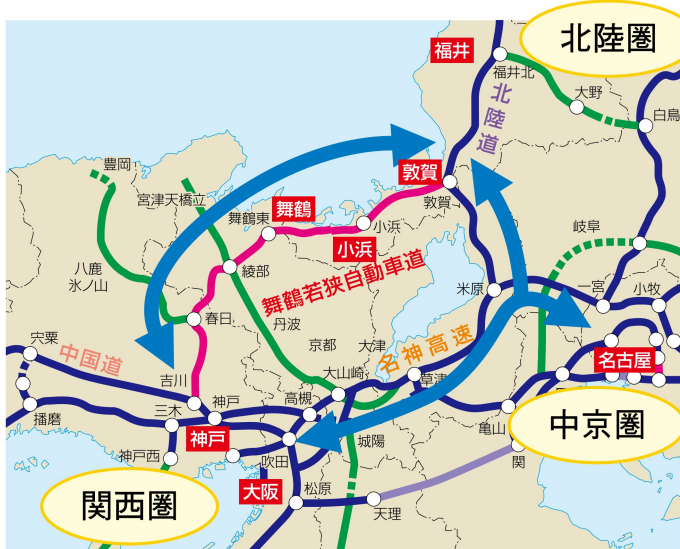 北陸圏
福井
福井北
大野
白鳥
北陸道
豊岡
宮津天橋立
敦賀
敦賀
舞鶴
舞鶴東
小浜
小浜
岐阜
八鹿
氷ノ山
綾部
舞鶴若狭自動車道
米原
一宮
小牧
春日
丹波
宍粟
中国道
京都
大津
名神高速
名古屋
吉川
大山崎
草津
播磨
三木
神戸
高槻
亀山
中京圏
神戸
神戸西
吹田
城陽
関
関西圏
大阪
松原
天理